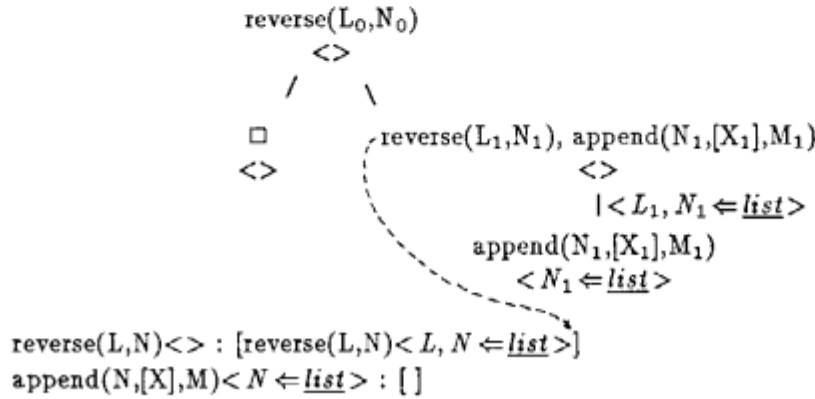 reverse(L₀,N₀)
<>
/ \
□ reverse(L₁,N₁), append(N₁,[X₁],M₁)
<> <>
|< L₁, N₁ ⇐ list >
append(N₁,[X₁],M₁)
< N₁ ⇐ list >
reverse(L,N)<> : [reverse(L,N)< L, N ⇐ list >]
append(N,[X],M)< N ⇐ list > : [ ]